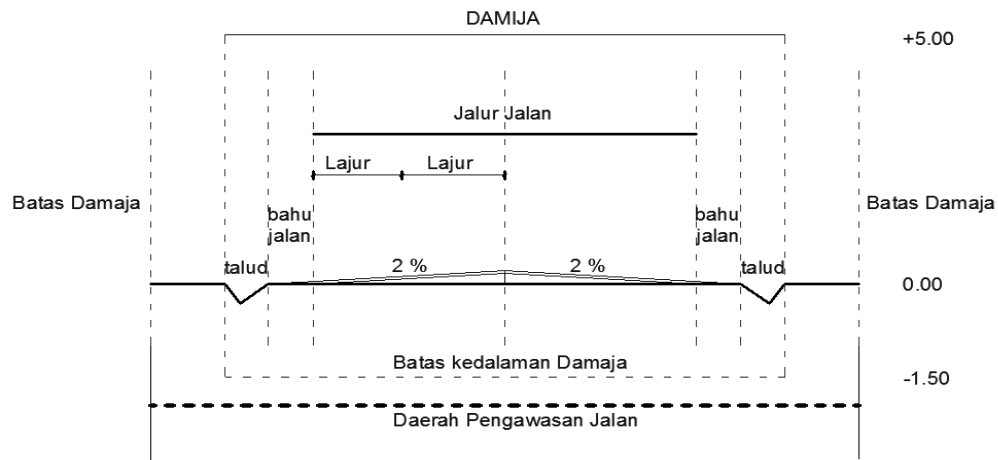 DAMIJA
+5.00
Jalur Jalan
Lajur
Lajur
Batas Damaja
Batas Damaja
bahu
jalan
bahu
jalan
talud
2 %
2 %
talud
0.00
Batas kedalaman Damaja
-1.50
Daerah Pengawasan Jalan